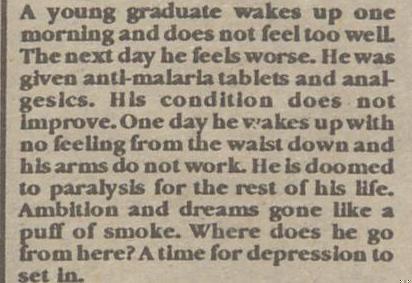 A young graduate wakes up one
morning and does not feel too well.
The next day he feels worse. He was
given anti-malaria tablets and anal-
gesics. His condition does not
improve. One day he wakes up with
no feeling from the waist down and
his arms do not work. He is doomed
to paralysis for the rest of his life.
Ambition and dreams gone like a
puff of smoke. Where does he go
from here? A time for depression to
set in.